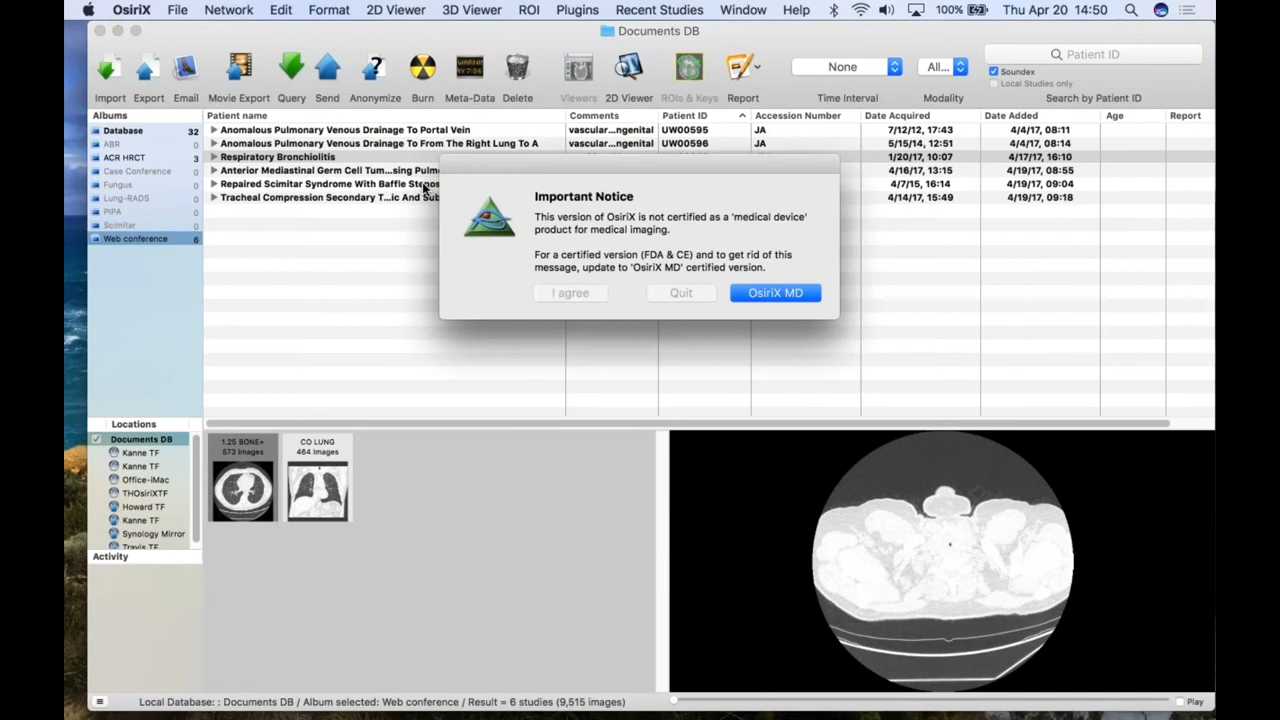 OsiriX File Network Edit Format 2D Viewer 3D Viewer ROI Plugins Recent Studies Window Help 100% Thu Apr 20 14:50
Documents DB
Import Export Email Movie Export Query Send Anonymize Burn Meta-Data Delete Viewers 2D Viewer ROIs & Keys Report
None
Time Interval
All...
Modality
Patient ID
Soundex
Local Studies only
Search by Patient ID
Albums
Database 32
ABR 0
ACR HRCT 3
Case Conference 0
Fungus 0
Lung-RADS 0
PIPA 0
Scimitar 0
Web conference 6
Patient name Comments Patient ID Accession Number Date Acquired Date Added Age Report
Anomalous Pulmonary Venous Drainage To Portal Vein vascular...ngenital UW00595 JA 7/12/12, 17:43 4/4/17, 08:11
Anomalous Pulmonary Venous Drainage To From The Right Lung To A vascular...ngenital UW00596 JA 5/15/14, 12:51 4/4/17, 08:14
Respiratory Bronchiolitis 1/20/17, 10:07 4/17/17, 16:10
Anterior Mediastinal Germ Cell Tum...sing Pulm 4/16/17, 13:15 4/19/17, 08:55
Repaired Scimitar Syndrome With Baffle 4/7/15, 16:14 4/19/17, 09:04
Tracheal Compression Secondary T...ic And Sub 4/14/17, 15:49 4/19/17, 09:18
Important Notice
This version of OsiriX is not certified as a 'medical device'
product for medical imaging.
For a certified version (FDA & CE) and to get rid of this
message, update to 'OsiriX MD' certified version.
I agree Quit OsiriX MD
Locations
Documents DB
Kanne TF
Kanne TF
Office-iMac
THOsiriXTF
Howard TF
Kanne TF
Synology Mirror
Travis TF
Activity
1.25 BONE+
573 Images
CO LUNG
464 Images
Local Database: : Documents DB / Album selected: Web conference / Result = 6 studies (9,515 images)
Play